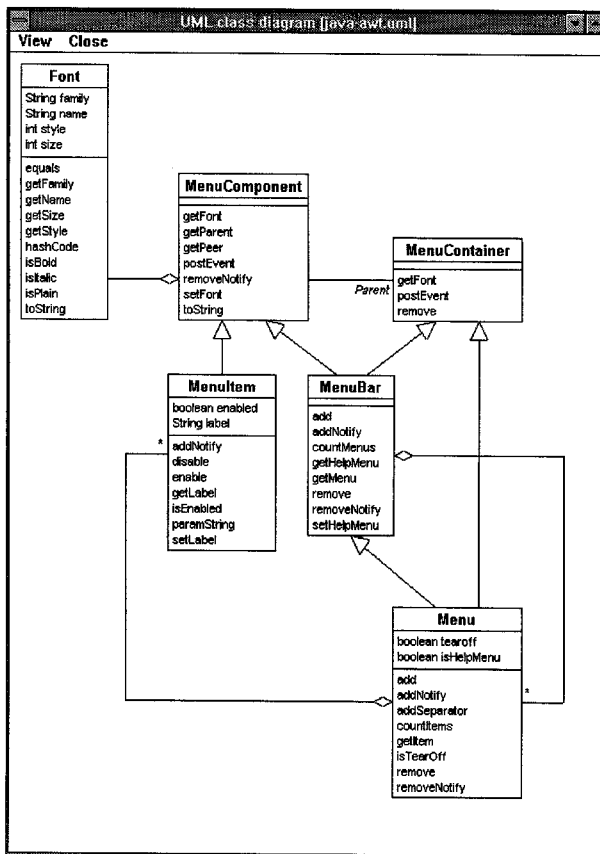 UML class diagram [java-awt.uml]
View Close
Font
String family
String name
int style
int size
equals
getFamily
getName
getSize
getStyle
hashCode
isBold
isItalic
isPlain
toString
MenuComponent
getFont
getParent
getPeer
postEvent
removeNotify
setFont
toString
MenuContainer
getFont
postEvent
remove
Parent
MenuItem
boolean enabled
String label
addNotify
disable
enable
getLabel
isEnabled
paramString
setLabel
*
MenuBar
add
addNotify
countMenus
getHelpMenu
getMenu
remove
removeNotify
setHelpMenu
Menu
boolean tearoff
boolean isHelpMenu
add
addNotify
addSeparator
countItems
getItem
isTearOff
remove
removeNotify
*